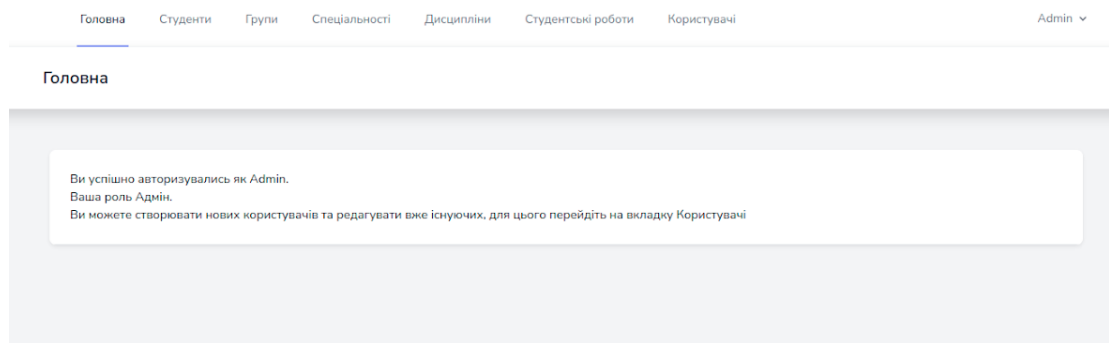 Головна Студенти Групи Спеціальності Дисципліни Студентські роботи Користувачі Admin
Головна
Ви успішно авторизувались як Admin.
Ваша роль Адмін.
Ви можете створювати нових користувачів та редагувати вже існуючих, для цього перейдіть на вкладку Користувачі